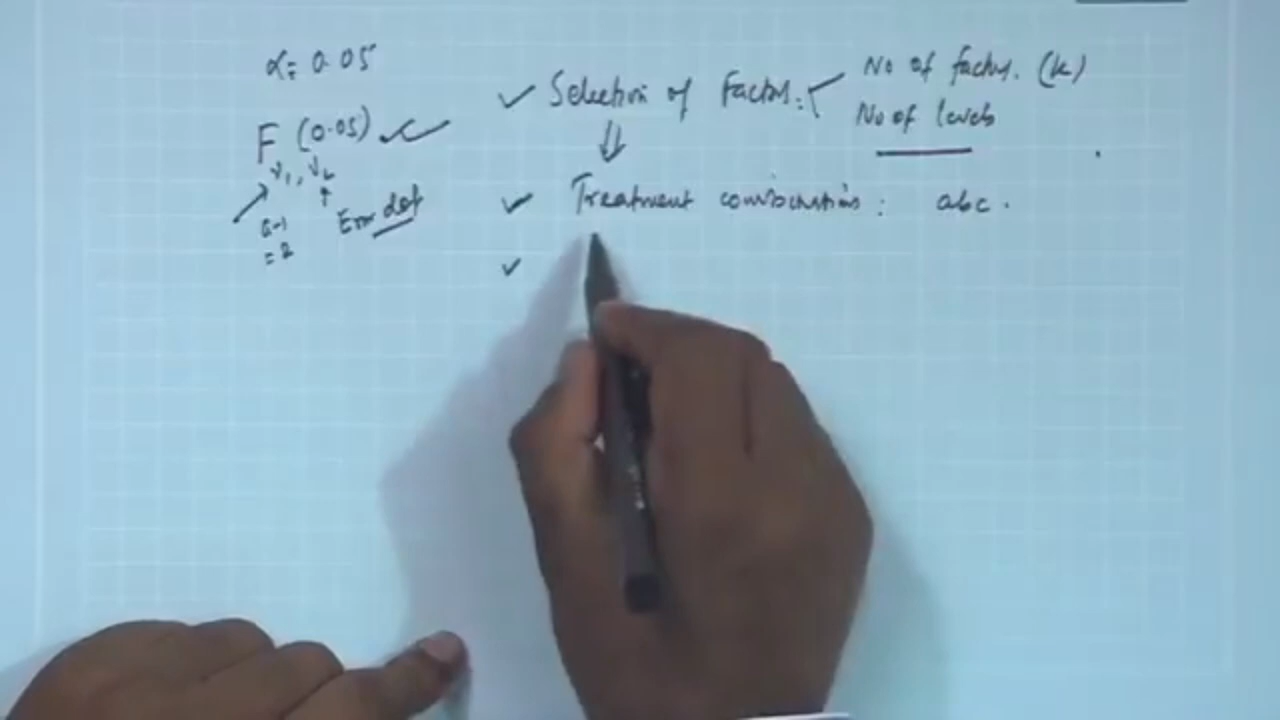 α = 0.05
F (0.05) ✓
ν1, ν2
a-1
= 2
Error dof
✓ Selection of factors:
No of factors. (k)
No of levels
⇓
✓ Treatment combinations : abc.
✓